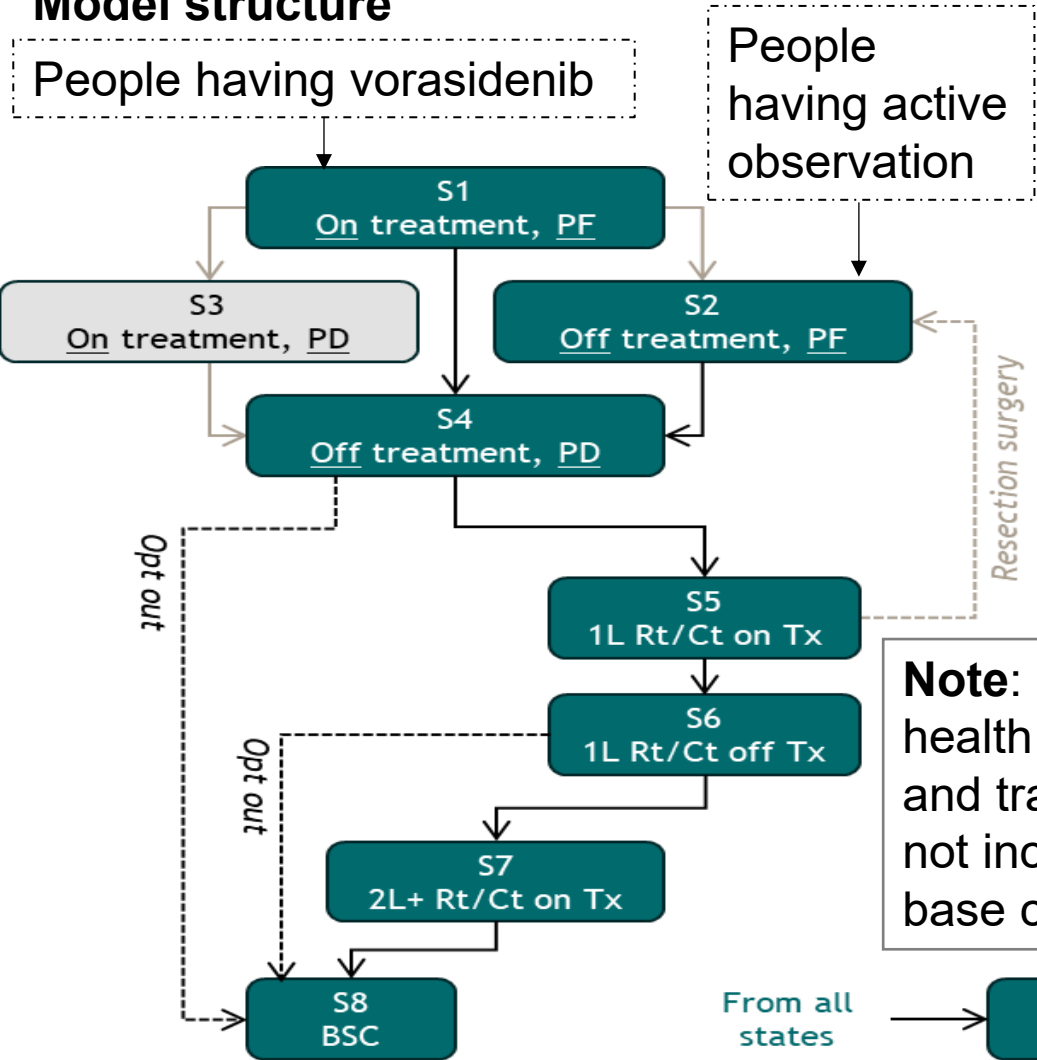 Model structure
People having vorasidenib
People
having active
observation
S1
On treatment, PF
S3
On treatment, PD
S2
Off treatment, PF
S4
Off treatment, PD
Resection surgery
Opt out
S5
1L Rt/Ct on Tx
Note:
health
and tra
not inc
base c
S6
1L Rt/Ct off Tx
Opt out
S7
2L+ Rt/Ct on Tx
S8
BSC
From all
states